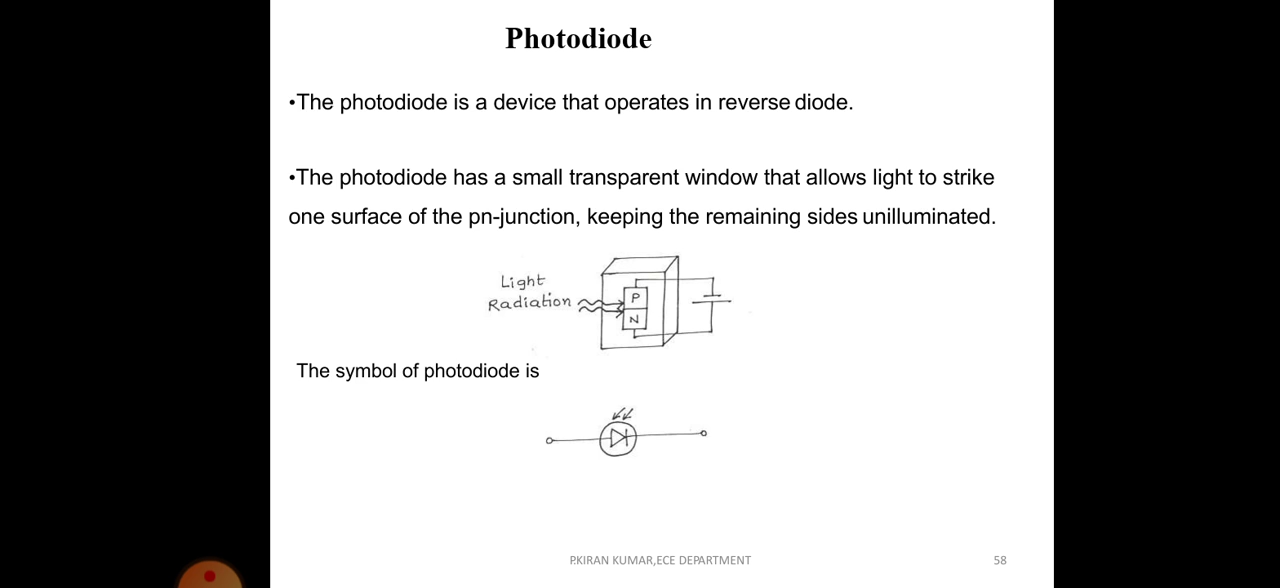 Photodiode
•The photodiode is a device that operates in reverse diode.
•The photodiode has a small transparent window that allows light to strike
one surface of the pn-junction, keeping the remaining sides unilluminated.
Light
Radiation
P
N
The symbol of photodiode is
P.KIRAN KUMAR,ECE DEPARTMENT
58